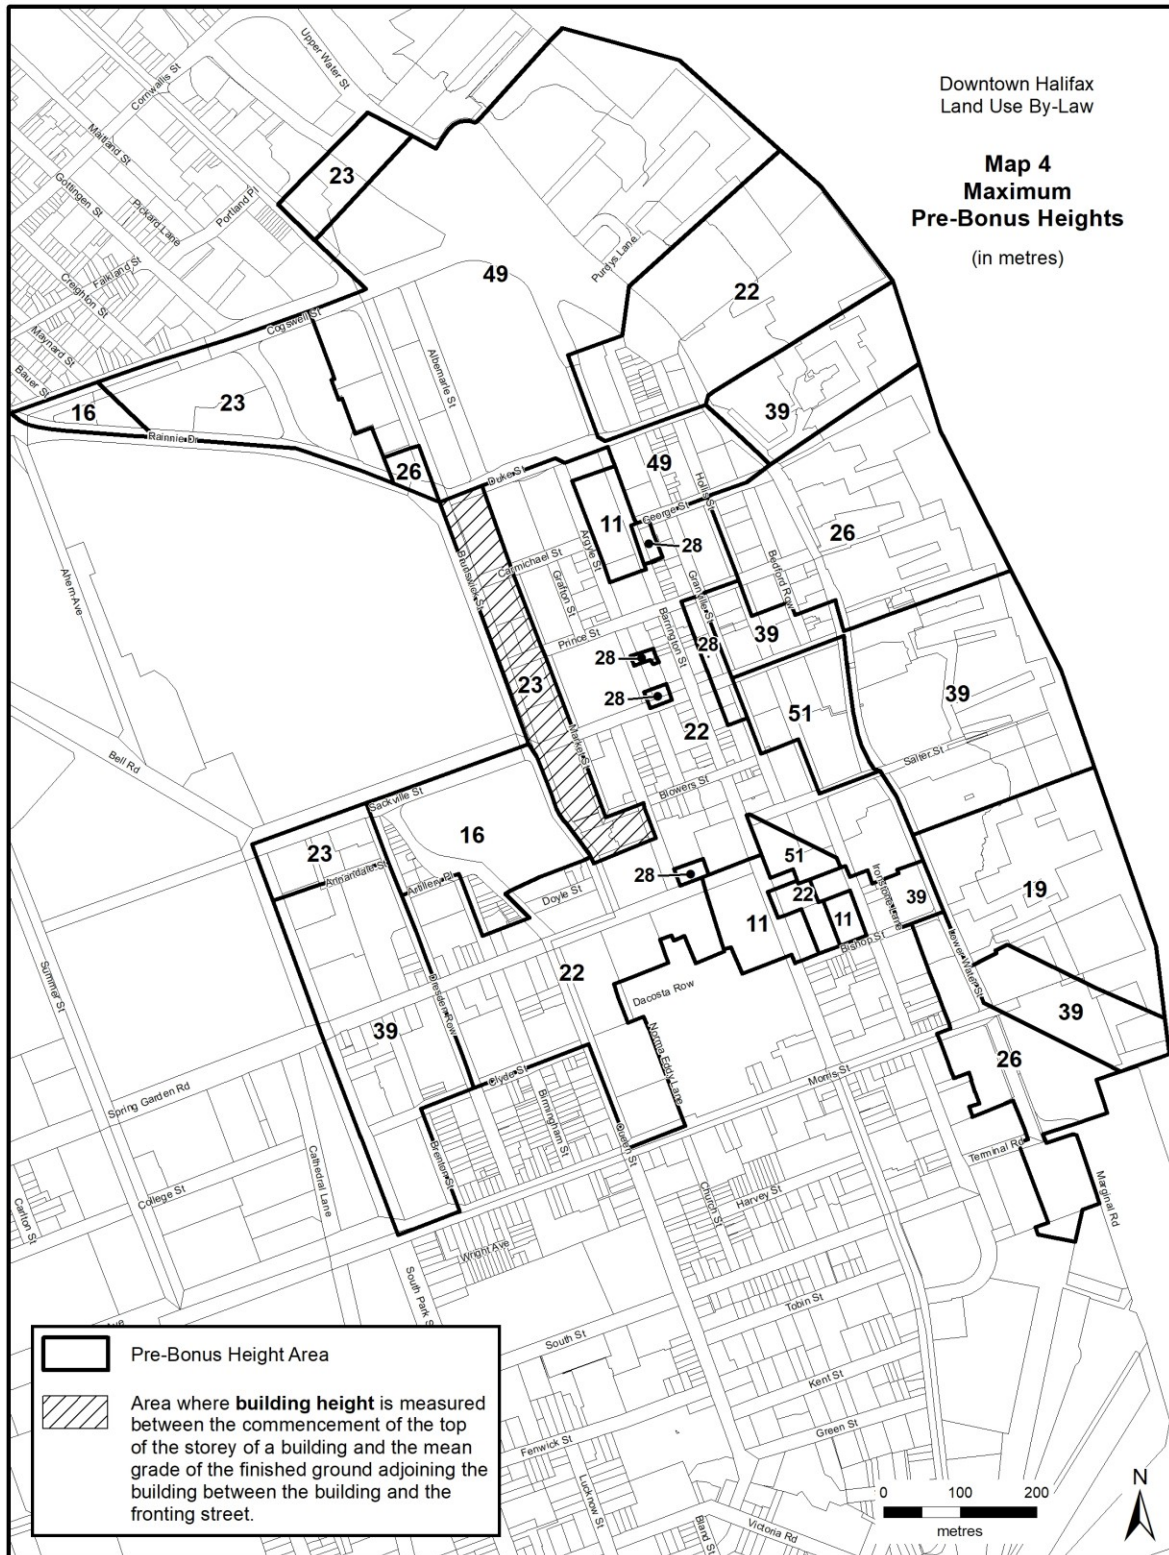 Downtown Halifax
Land Use By-Law
Map 4
Maximum
Pre-Bonus Heights
(in metres)
Upper Water St
Cornwallis St
Maitland St
Gottingen St
Pickard Lane
Portland Pl
Falkland St
Creighton St
Maynard St
Bauer St
23
49
Purdys Lane
22
Cogswell St
Albemarle St
16
23
Rainnie Dr
39
26
Duke St
49
Hollis St
11
George St
28
26
Argyle St
Carmichael St
Grafton St
Brunswick St
Ahern Ave
Bedford Row
Granville St
Barrington St
Prince St
28
39
28
23
28
39
51
22
Market St
Bell Rd
Salter St
Blowers St
Sackville St
16
23
Annandale St
Artillery Pl
51
28
22
Doyle St
11
11
39
Ironstone Lane
19
Bishop St
Lower Water St
Summer St
22
Dacosta Row
Dresden Row
39
39
Norma Eddy Lane
26
Clyde St
Morris St
Spring Garden Rd
Birmingham St
Queen St
Brenton St
Terminal Rd
Cathedral Lane
College St
Carlton St
Church St
Harvey St
Marginal Rd
Wright Ave
South Park S
Tobin St
Ave
South St
Kent St
Green St
Fenwick St
Lucknow St
Bland St
Victoria Rd
Pre-Bonus Height Area
Area where building height is measured
between the commencement of the top
of the storey of a building and the mean
grade of the finished ground adjoining the
building between the building and the
fronting street.
0 100 200
metres
N